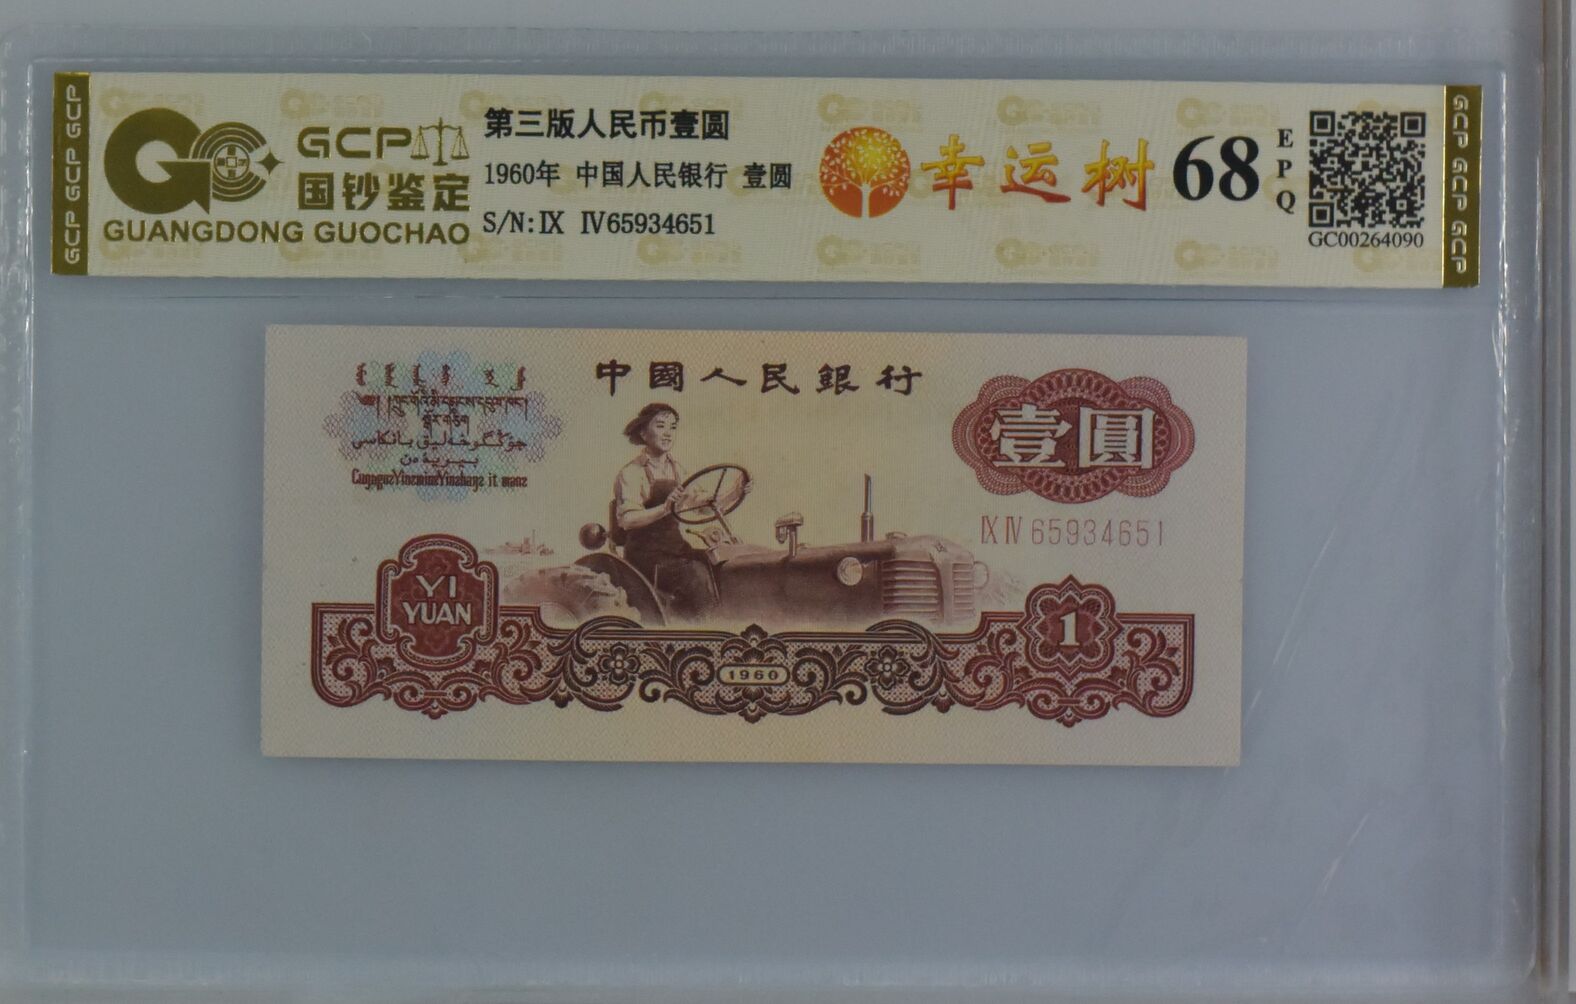 GCP GCP GCP
GCP
国钞鉴定
GUANGDONG GUOCHAO
第三版人民币壹圆
1960年 中国人民银行 壹圆
S/N: Ⅸ Ⅳ65934651
幸运树
68
EPQ
GC00264090
GCP GCP GCP
中國人民銀行
壹圓
ⅨⅣ 65934651
YI
YUAN
1960
1